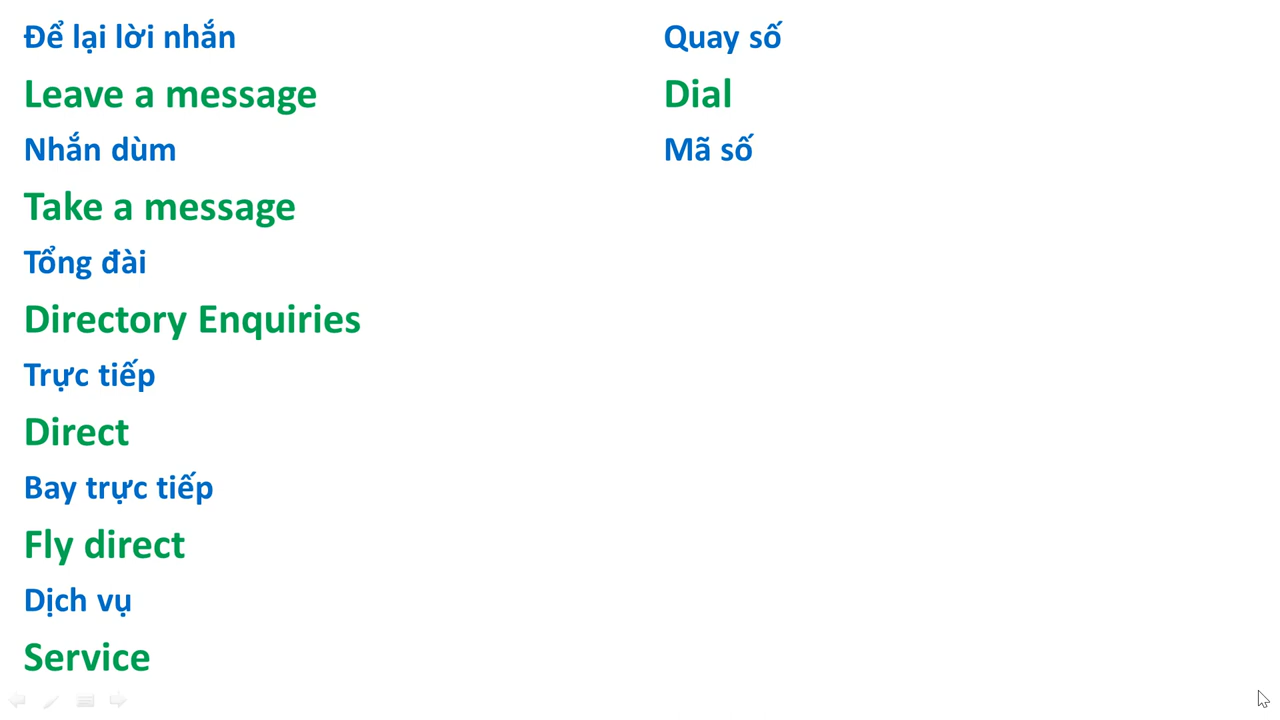 Để lại lời nhắn
Leave a message
Nhắn dùm
Take a message
Tổng đài
Directory Enquiries
Trực tiếp
Direct
Bay trực tiếp
Fly direct
Dịch vụ
Service
Quay số
Dial
Mã số